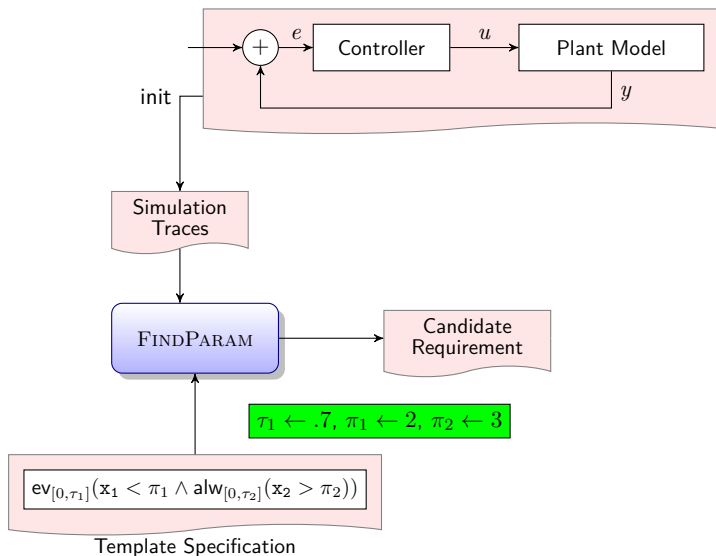 +
e
Controller
u
Plant Model
y
init
Simulation
Traces
FINDPARAM
Candidate
Requirement
τ₁ ← .7, π₁ ← 2, π₂ ← 3
ev[0,τ₁](x₁ < π₁ ∧ alw[0,τ₂](x₂ > π₂))
Template Specification